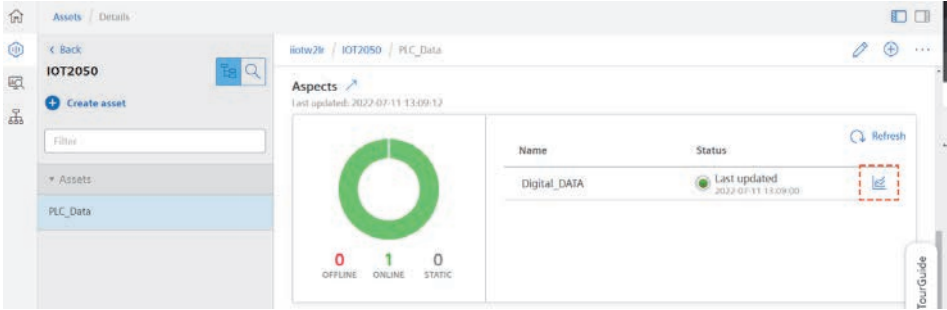 Assets / Details
< Back
IOT2050
Create asset
Filter
Assets
PLC_Data
iiotw2lr / IOT2050 / PLC_Data
Aspects
Last updated: 2022-07-11 13:09:12
0 1 0
OFFLINE ONLINE STATIC
Refresh
Name Status
Digital_DATA Last updated
2022-07-11 13:09:00
TourGuide